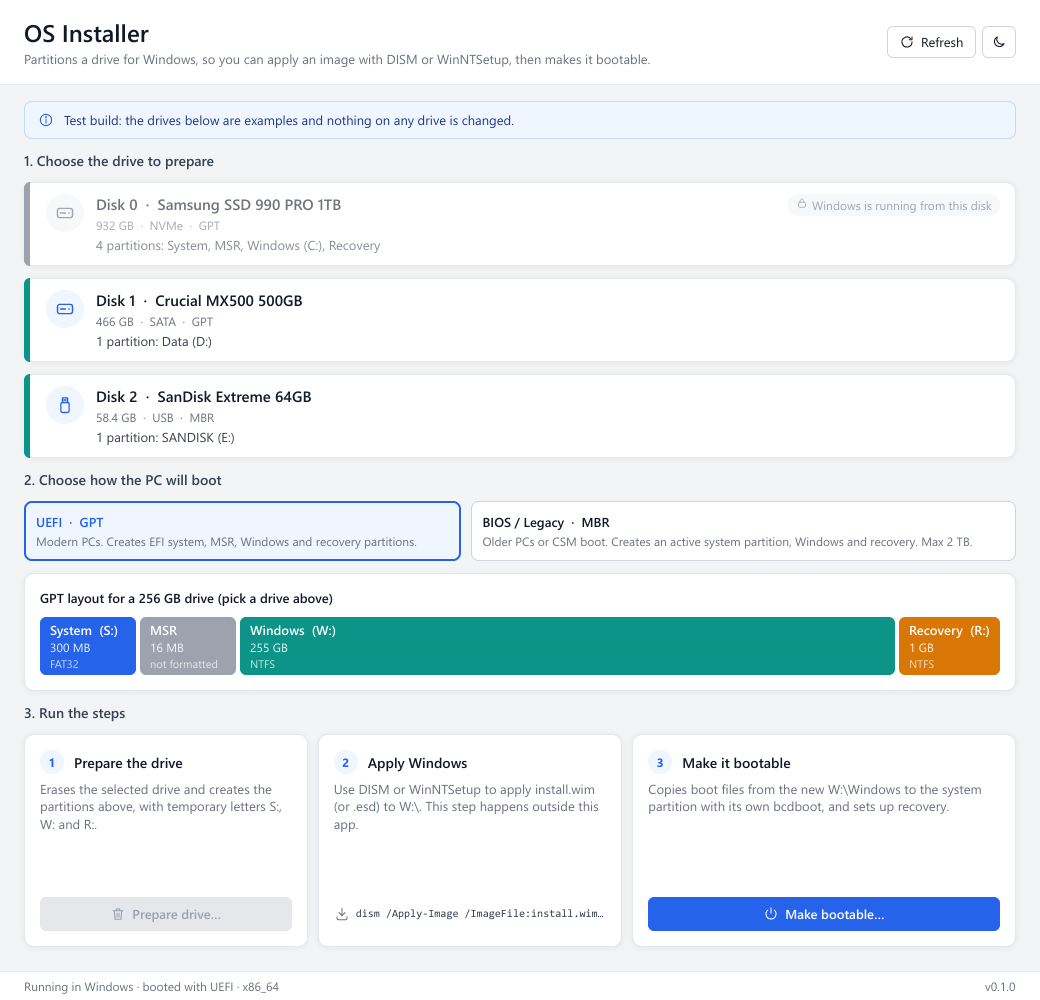 OS Installer
Partitions a drive for Windows, so you can apply an image with DISM or WinNTSetup, then makes it bootable.
Refresh
Test build: the drives below are examples and nothing on any drive is changed.
1. Choose the drive to prepare
Disk 0 · Samsung SSD 990 PRO 1TB
Windows is running from this disk
932 GB · NVMe · GPT
4 partitions: System, MSR, Windows (C:), Recovery
Disk 1 · Crucial MX500 500GB
466 GB · SATA · GPT
1 partition: Data (D:)
Disk 2 · SanDisk Extreme 64GB
58.4 GB · USB · MBR
1 partition: SANDISK (E:)
2. Choose how the PC will boot
UEFI · GPT
Modern PCs. Creates EFI system, MSR, Windows and recovery partitions.
BIOS / Legacy · MBR
Older PCs or CSM boot. Creates an active system partition, Windows and recovery. Max 2 TB.
GPT layout for a 256 GB drive (pick a drive above)
System (S:)
300 MB
FAT32
MSR
16 MB
not formatted
Windows (W:)
255 GB
NTFS
Recovery (R:)
1 GB
NTFS
3. Run the steps
1 Prepare the drive
Erases the selected drive and creates the
partitions above, with temporary letters S:,
W: and R:.
Prepare drive...
2 Apply Windows
Use DISM or WinNTSetup to apply install.wim
(or .esd) to W:\. This step happens outside this
app.
dism /Apply-Image /ImageFile:install.wim…
3 Make it bootable
Copies boot files from the new W:\Windows to the system
partition with its own bcdboot, and sets up recovery.
Make bootable...
Running in Windows · booted with UEFI · x86_64
v0.1.0